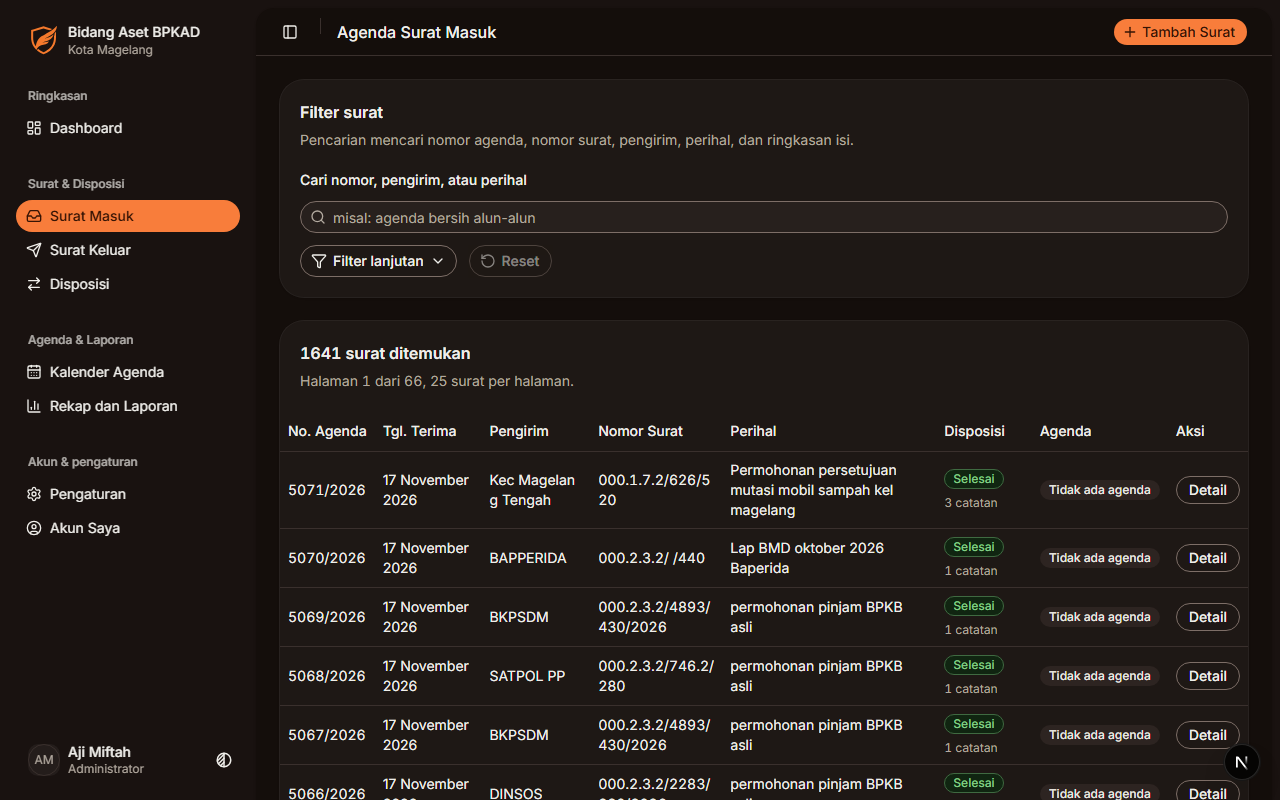 Bidang Aset BPKAD
Kota Magelang
Ringkasan
Dashboard
Surat & Disposisi
Surat Masuk
Surat Keluar
Disposisi
Agenda & Laporan
Kalender Agenda
Rekap dan Laporan
Akun & pengaturan
Pengaturan
Akun Saya
AM
Aji Miftah
Administrator
Agenda Surat Masuk
Tambah Surat
Filter surat
Pencarian mencari nomor agenda, nomor surat, pengirim, perihal, dan ringkasan isi.
Cari nomor, pengirim, atau perihal
misal: agenda bersih alun-alun
Filter lanjutan
Reset
1641 surat ditemukan
Halaman 1 dari 66, 25 surat per halaman.
No. Agenda Tgl. Terima Pengirim Nomor Surat Perihal Disposisi Agenda Aksi
5071/2026
17 November
2026
Kec Magelan
g Tengah
000.1.7.2/626/5
20
Permohonan persetujuan
mutasi mobil sampah kel
magelang
Selesai
3 catatan
Tidak ada agenda
Detail
5070/2026
17 November
2026
BAPPERIDA
000.2.3.2/ /440
Lap BMD oktober 2026
Baperida
Selesai
1 catatan
Tidak ada agenda
Detail
5069/2026
17 November
2026
BKPSDM
000.2.3.2/4893/
430/2026
permohonan pinjam BPKB
asli
Selesai
1 catatan
Tidak ada agenda
Detail
5068/2026
17 November
2026
SATPOL PP
000.2.3.2/746.2/
280
permohonan pinjam BPKB
asli
Selesai
1 catatan
Tidak ada agenda
Detail
5067/2026
17 November
2026
BKPSDM
000.2.3.2/4893/
430/2026
permohonan pinjam BPKB
asli
Selesai
1 catatan
Tidak ada agenda
Detail
5066/2026
17 November
DINSOS
000.2.3.2/2283/
permohonan pinjam BPKB
asli
Selesai
Tidak ada agenda
Detail
N